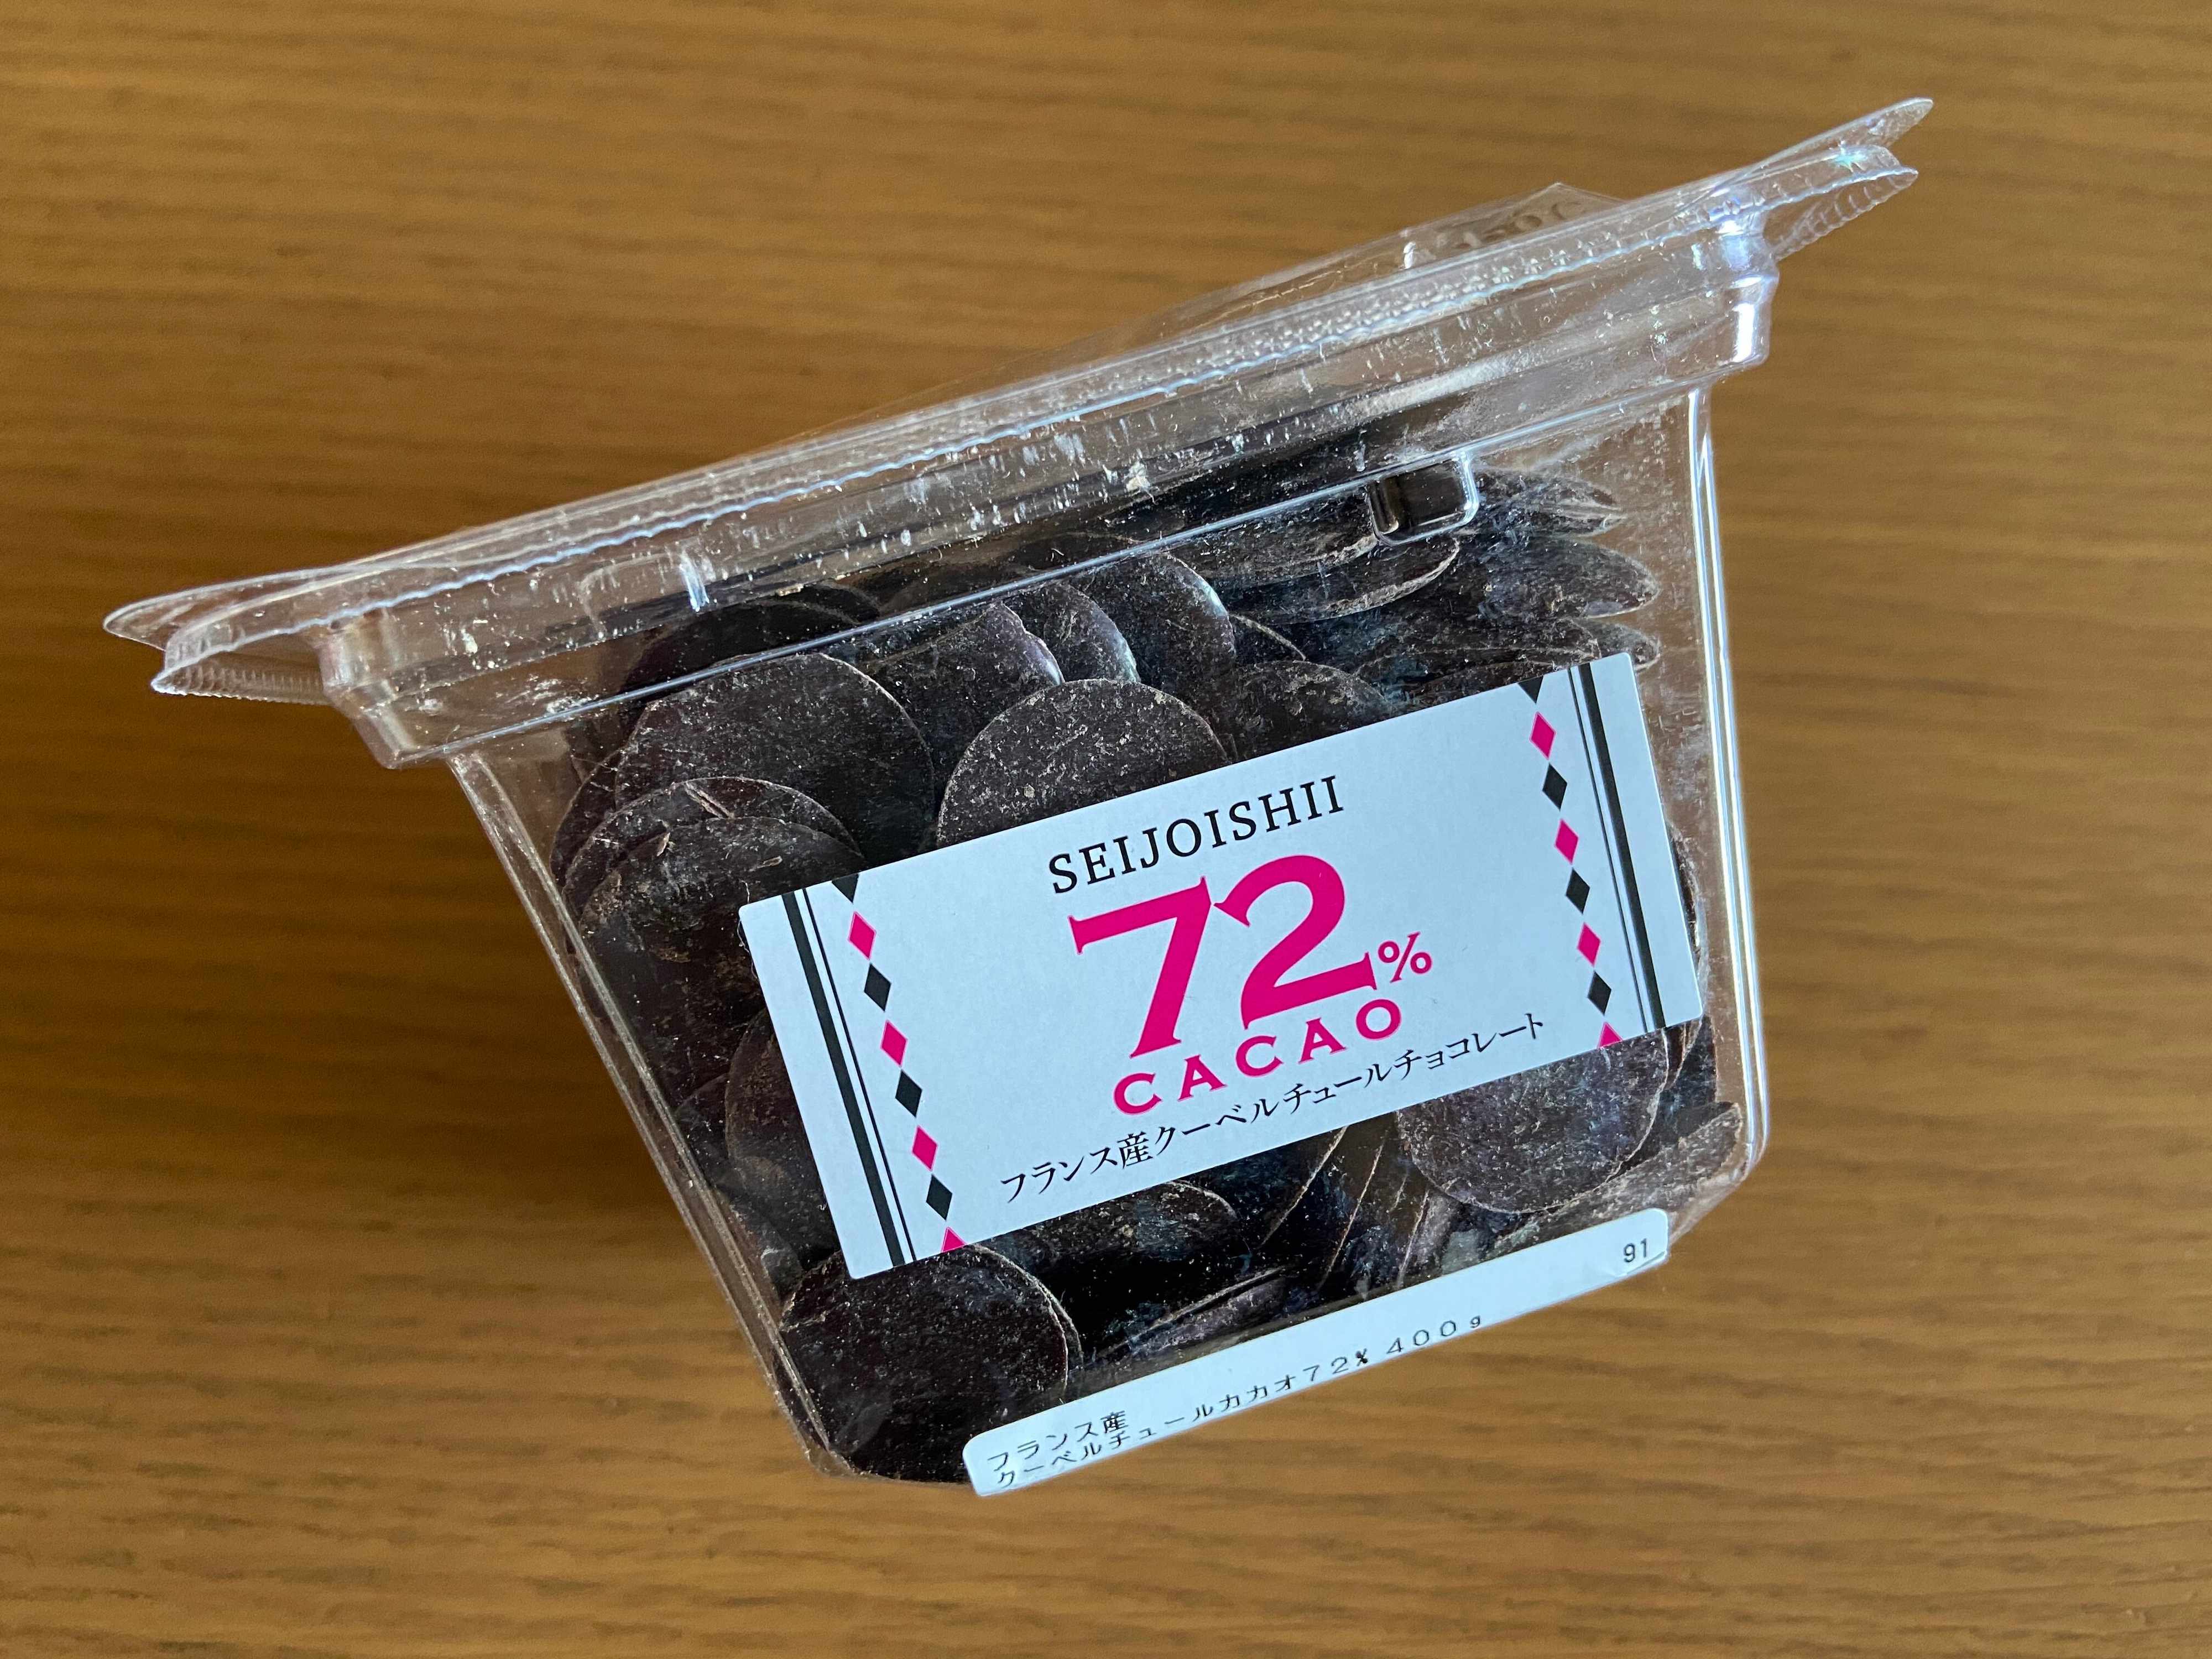 SEIJOISHII
72%
CACAO
フランス産クーベルチュールチョコレート
91
フランス産
クーベルチュールカカオ72% 400g